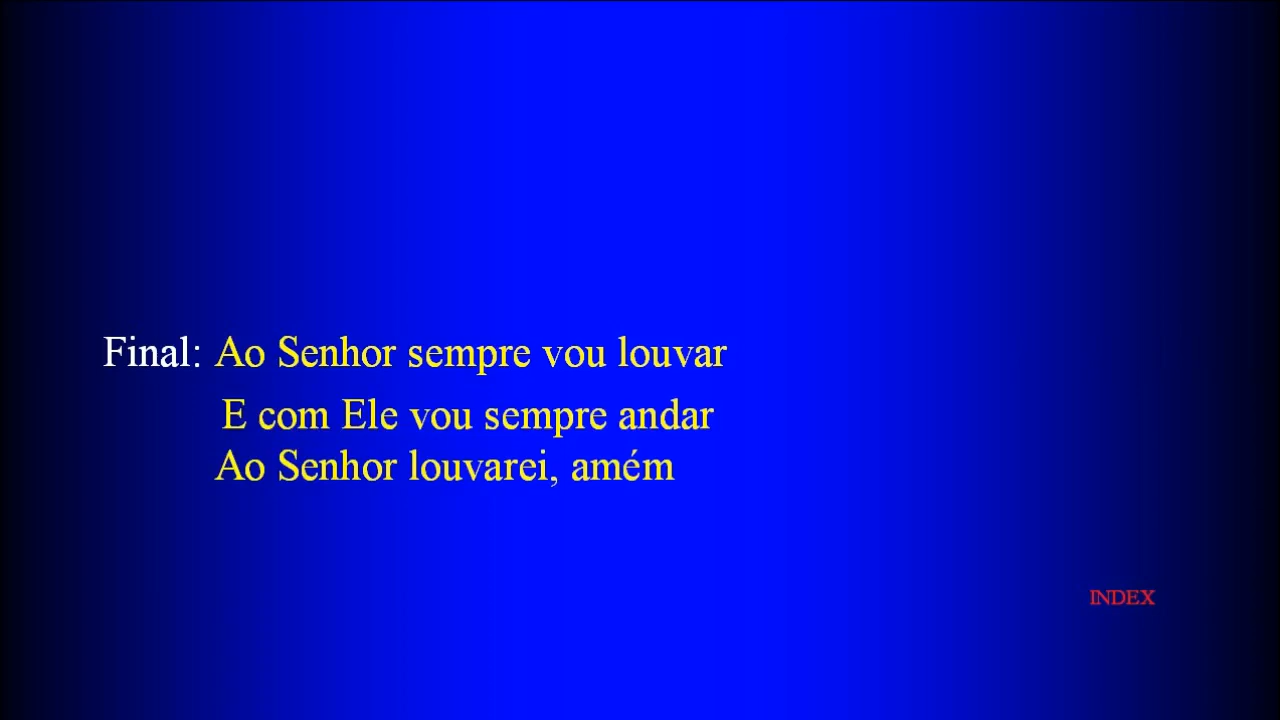 Final: Ao Senhor sempre vou louvar
E com Ele vou sempre andar
Ao Senhor louvarei, amém
INDEX